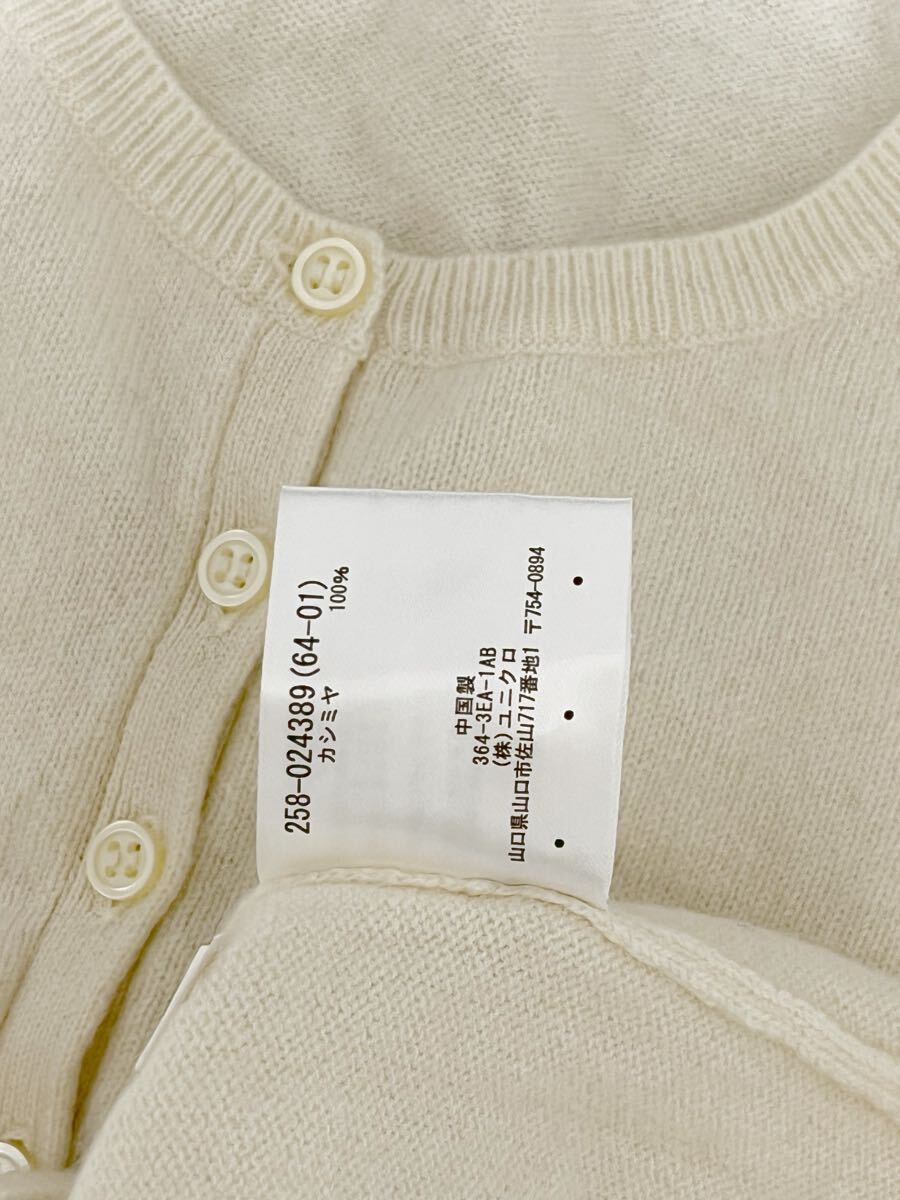 258-024389(64-01)
カシミヤ 100%
中国製
364-3EA-1AB
(株)ユニクロ
山口県山口市佐山717番地1 〒754-0894